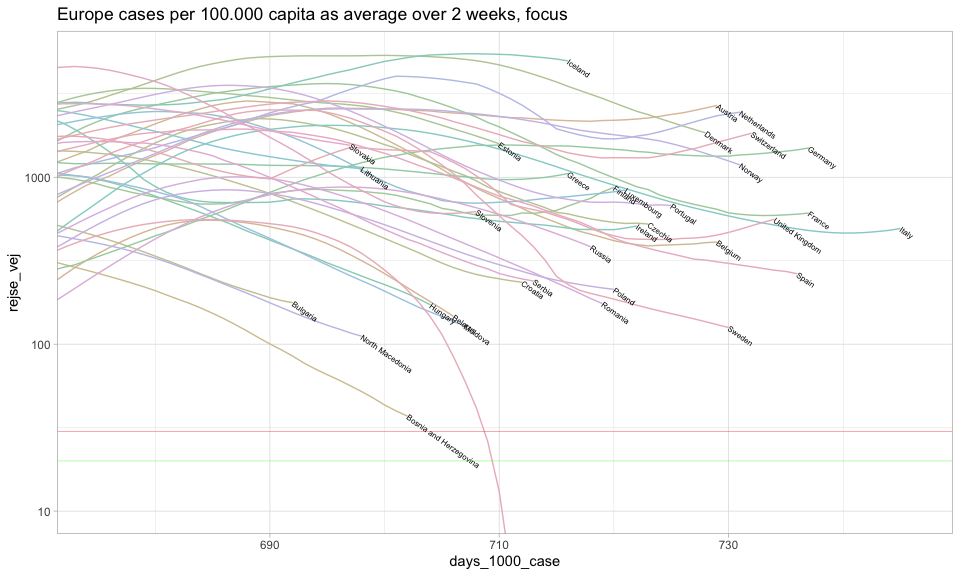 Europe cases per 100.000 capita as average over 2 weeks, focus
rejse_vej
1000
100
10
Iceland
Austria
Netherlands
Denmark
Switzerland
Germany
Norway
Slovakia
Estonia
Lithuania
Greece
Finland
Luxembourg
Portugal
Slovenia
France
United Kingdom
Italy
Ireland
Czechia
Belgium
Russia
Spain
Serbia
Croatia
Poland
Romania
Bulgaria
Hungary
Belarus
Moldova
North Macedonia
Sweden
Bosnia and Herzegovina
690
710
730
days_1000_case